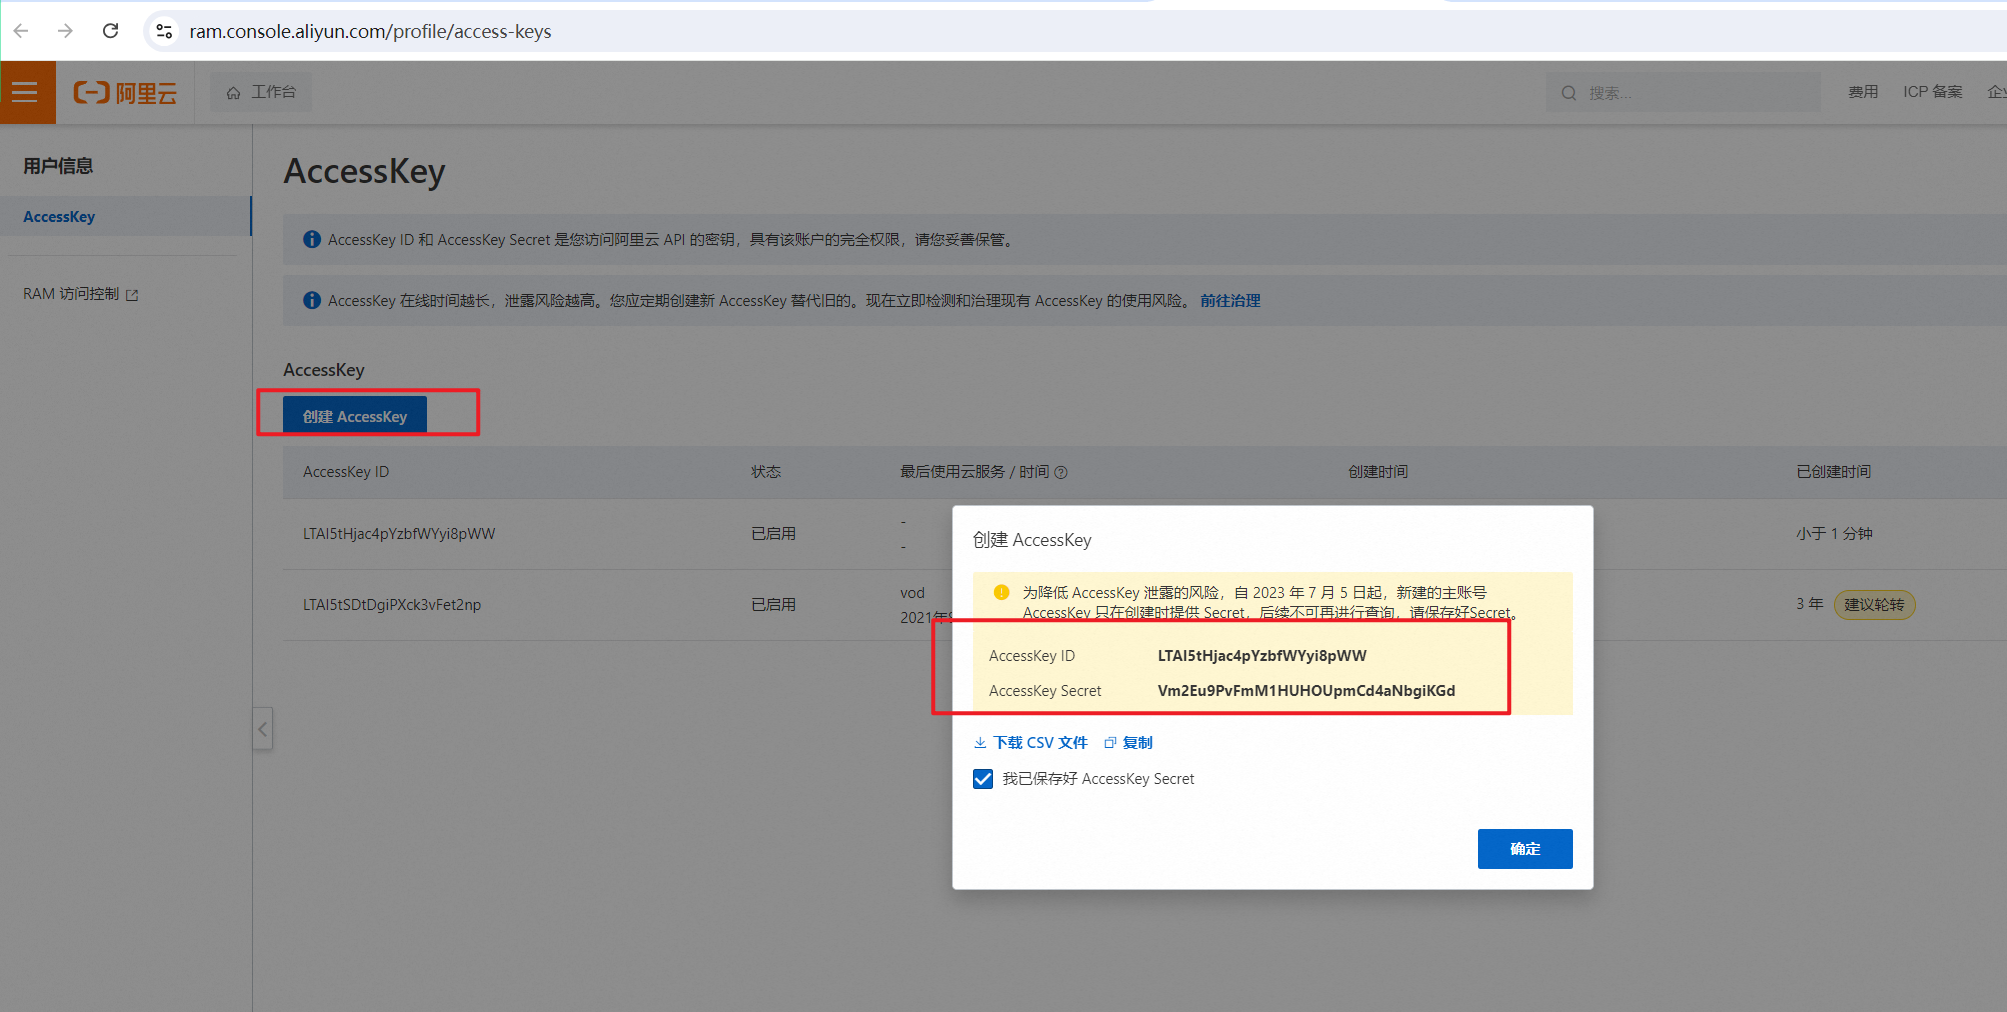 ram.console.aliyun.com/profile/access-keys
阿里云
工作台
搜索...
费用
ICP 备案
用户信息
AccessKey
RAM 访问控制
AccessKey
AccessKey ID 和 AccessKey Secret 是您访问阿里云 API 的密钥，具有该账户的完全权限，请您妥善保管。
AccessKey 在线时间越长，泄露风险越高。您应定期创建新 AccessKey 替代旧的。现在立即检测和治理现有 AccessKey 的使用风险。 前往治理
AccessKey
创建 AccessKey
AccessKey ID
状态
最后使用云服务 / 时间
创建时间
已创建时间
LTAI5tHjac4pYzbfWYyi8pWW
已启用
-
-
小于 1 分钟
LTAI5tSDtDgiPXck3vFet2np
已启用
vod
2021年
3 年
建议轮转
创建 AccessKey
为降低 AccessKey 泄露的风险，自 2023 年 7 月 5 日起，新建的主账号
AccessKey 只在创建时提供 Secret，后续不可再进行查询，请保存好Secret。
AccessKey ID
LTAI5tHjac4pYzbfWYyi8pWW
AccessKey Secret
Vm2Eu9PvFmM1HUHOUpmCd4aNbgiKGd
下载 CSV 文件
复制
我已保存好 AccessKey Secret
确定